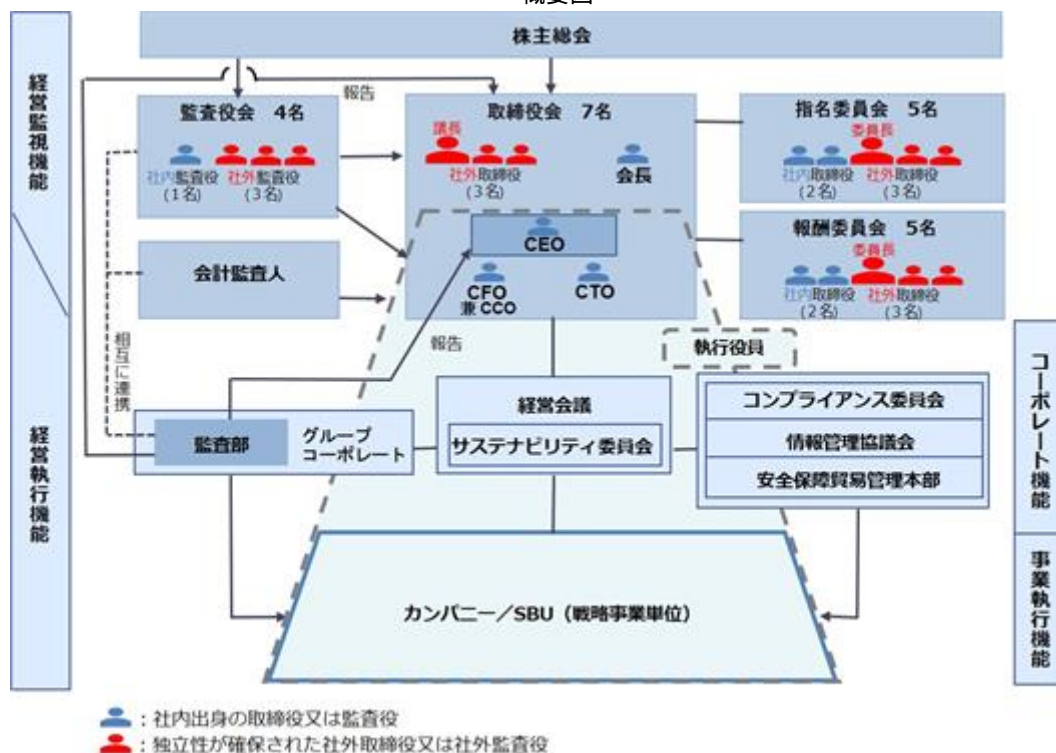 概要図
株主総会
経営監視機能
経営執行機能
報告
監査役会 4名
社内監査役
(1名)
社外監査役
(3名)
取締役会 7名
議長
社外取締役
(3名)
会長
CEO
CFO
兼 CCO
CTO
指名委員会 5名
委員長
社内取締役
(2名)
社外取締役
(3名)
報酬委員会 5名
委員長
社内取締役
(2名)
社外取締役
(3名)
会計監査人
相互に連携
報告
執行役員
監査部
グループ
コーポレート
経営会議
サステナビリティ委員会
コンプライアンス委員会
情報管理協議会
安全保障貿易管理本部
コーポレート機能
事業執行機能
カンパニー／SBU（戦略事業単位）
：社内出身の取締役又は監査役
：独立性が確保された社外取締役又は社外監査役